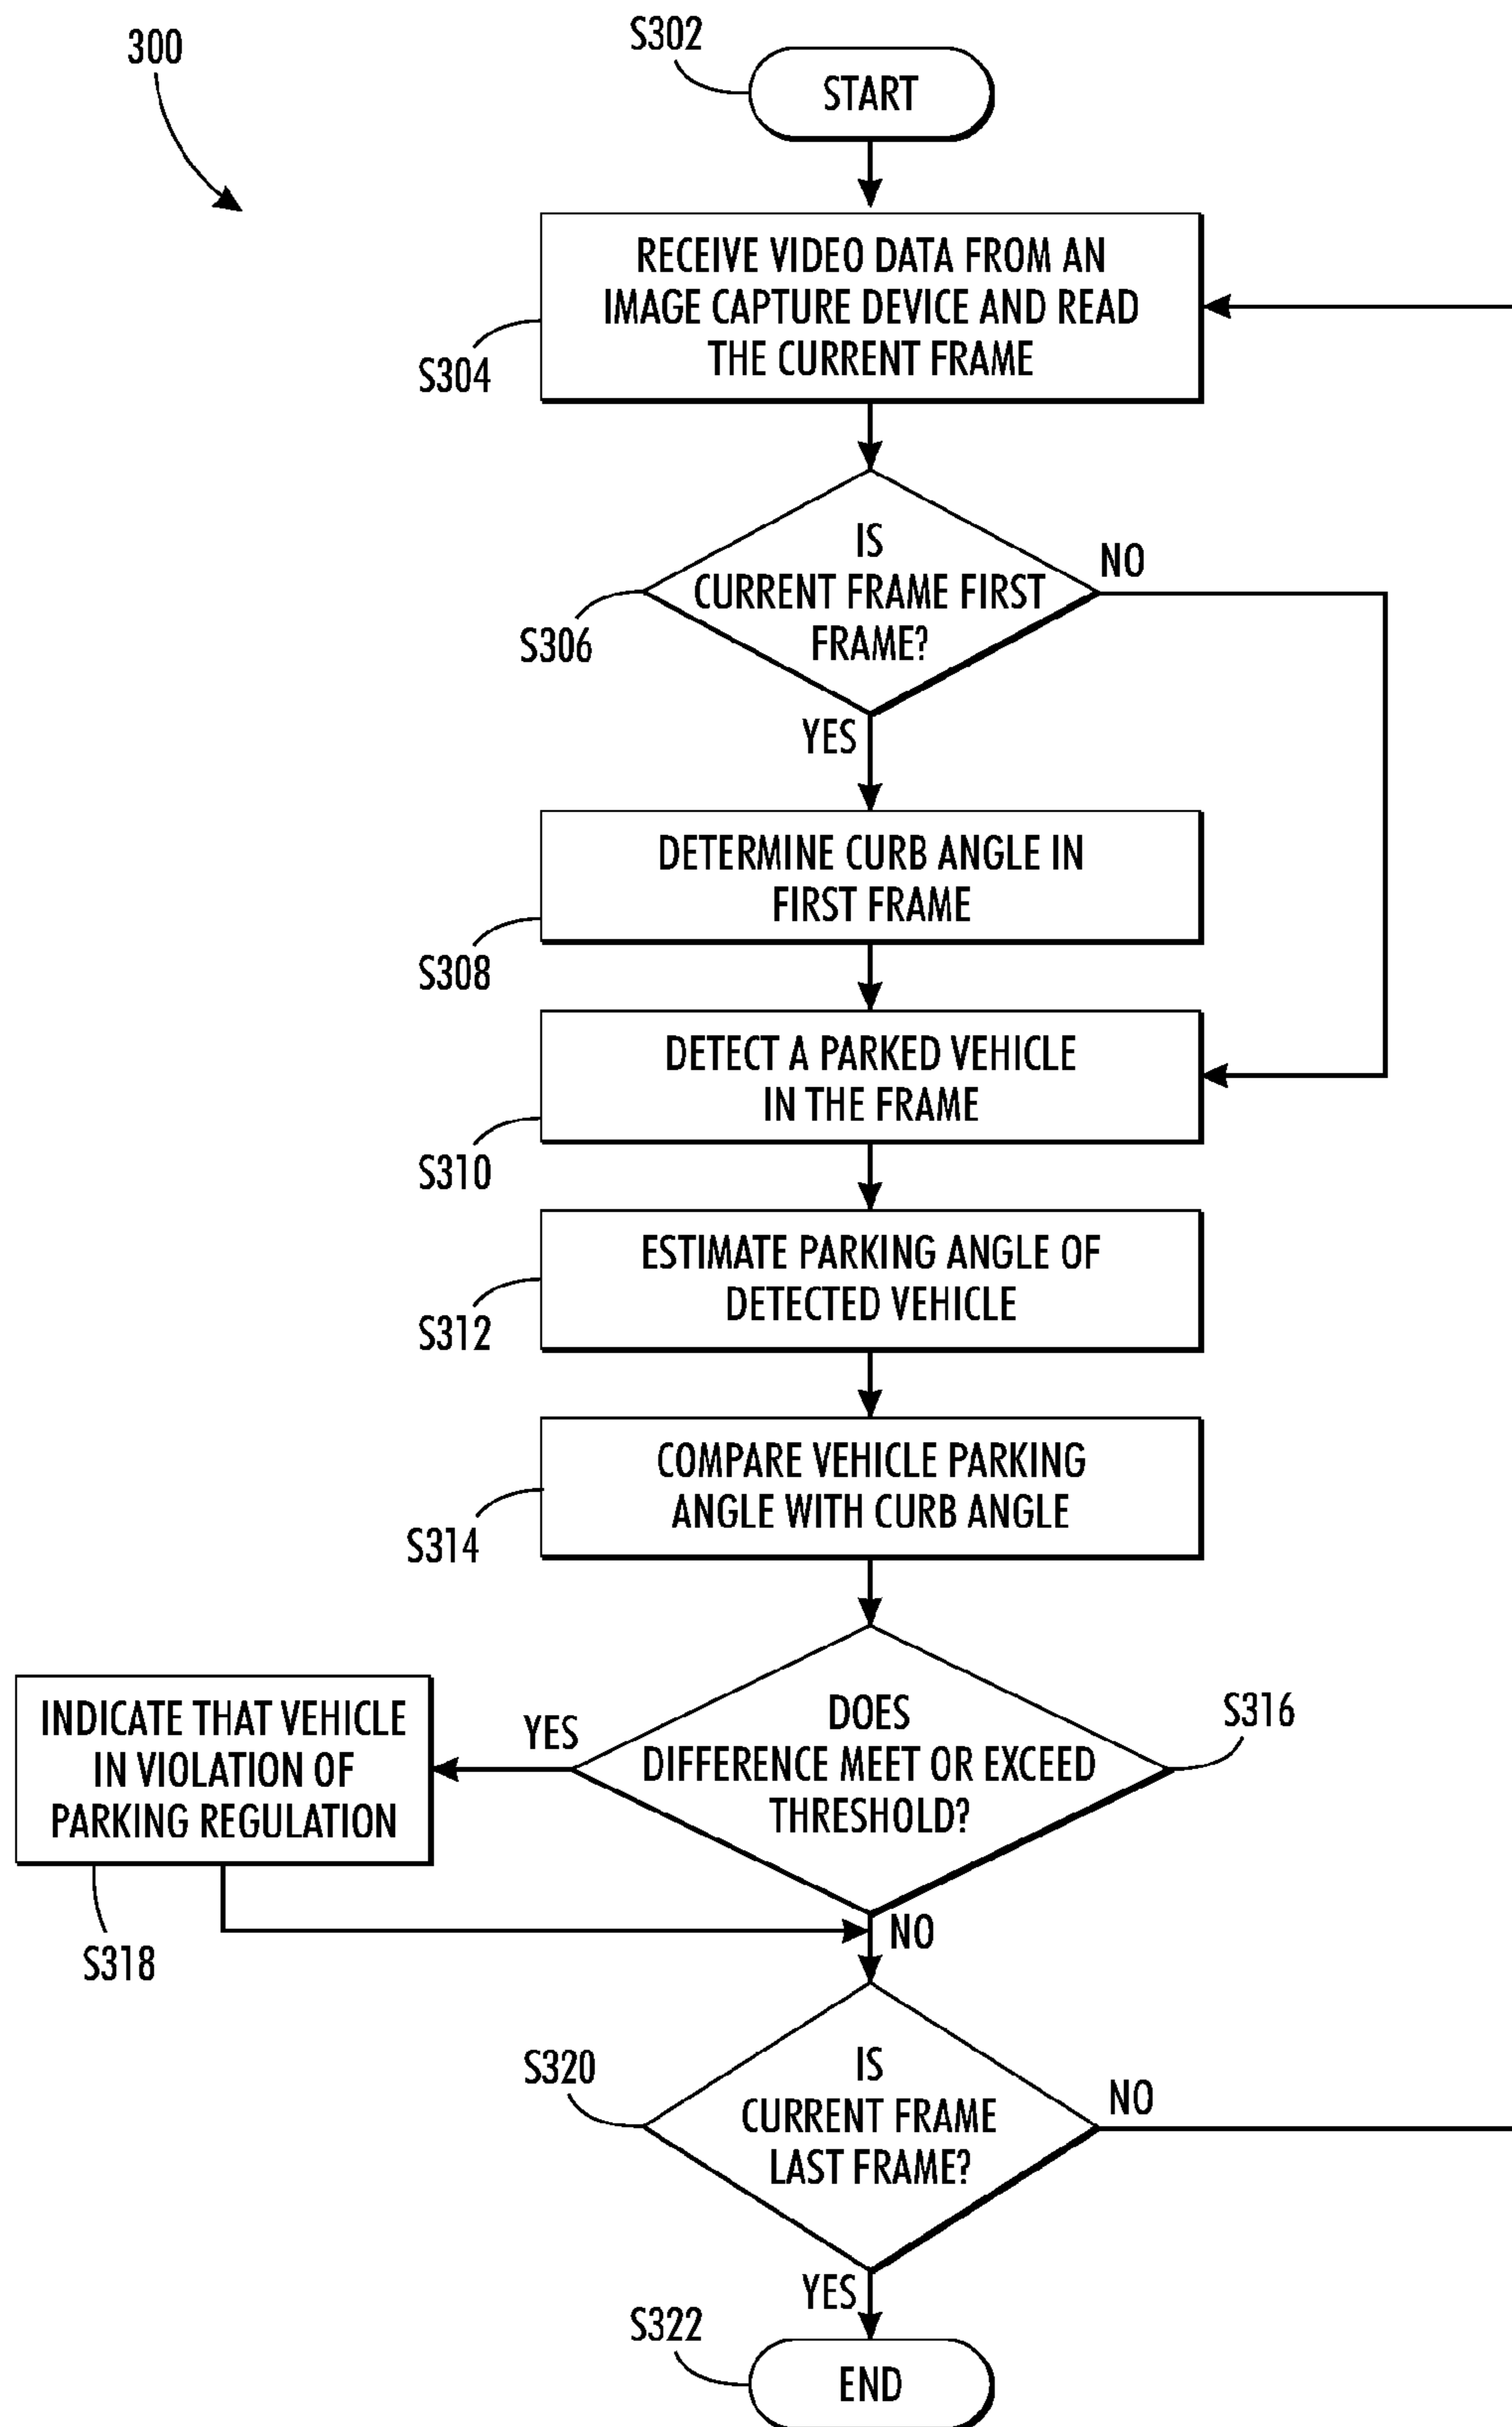 300
S302
START
RECEIVE VIDEO DATA FROM AN
IMAGE CAPTURE DEVICE AND READ
THE CURRENT FRAME
S304
IS
CURRENT FRAME FIRST
FRAME?
NO
S306
YES
DETERMINE CURB ANGLE IN
FIRST FRAME
S308
DETECT A PARKED VEHICLE
IN THE FRAME
S310
ESTIMATE PARKING ANGLE OF
DETECTED VEHICLE
S312
COMPARE VEHICLE PARKING
ANGLE WITH CURB ANGLE
S314
DOES
DIFFERENCE MEET OR EXCEED
THRESHOLD?
S316
YES
INDICATE THAT VEHICLE
IN VIOLATION OF
PARKING REGULATION
S318
NO
S320
IS
CURRENT FRAME
LAST FRAME?
NO
YES
S322
END